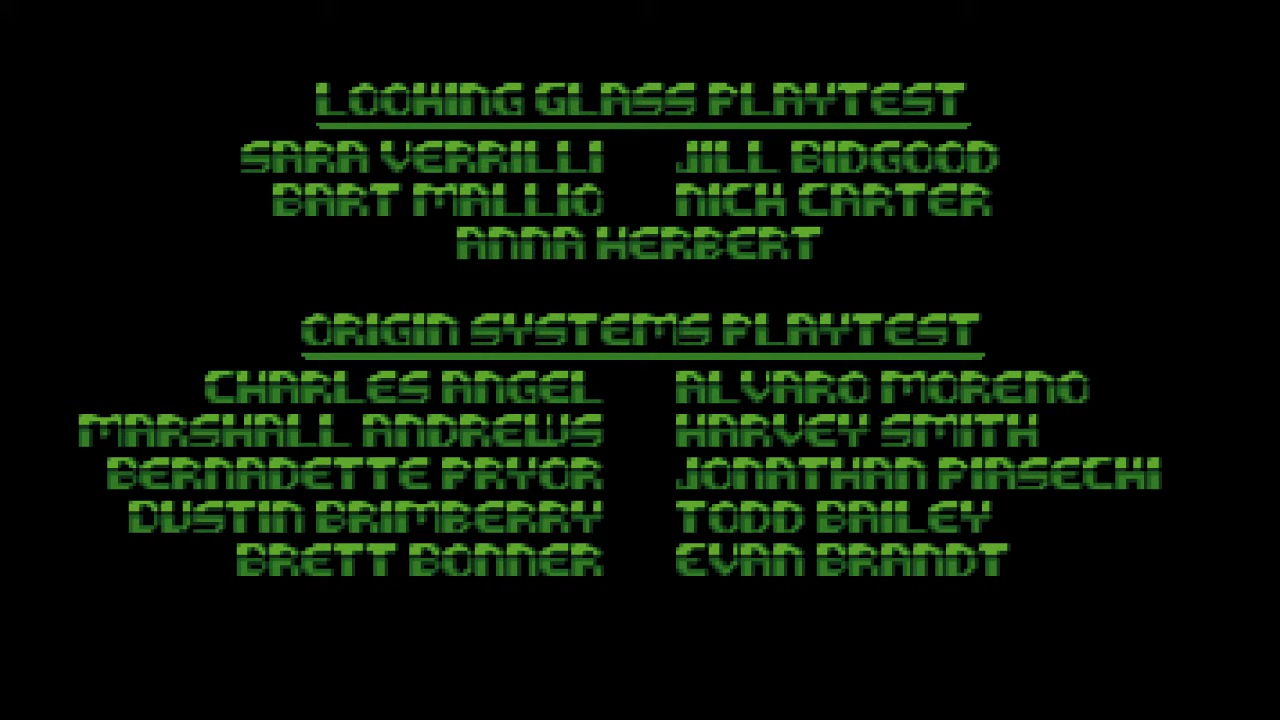 LOOKING GLASS PLAYTEST
SARA VERRILLI JILL BIDGOOD
BART MALLIO NICK CARTER
ANNA HERBERT
ORIGIN SYSTEMS PLAYTEST
CHARLES ANGEL ALVARO MORENO
MARSHALL ANDREWS HARVEY SMITH
BERNADETTE PRYOR JONATHAN PIASECKI
DUSTIN BRIMBERRY TODD BAILEY
BRETT BONNER EVAN BRANDT